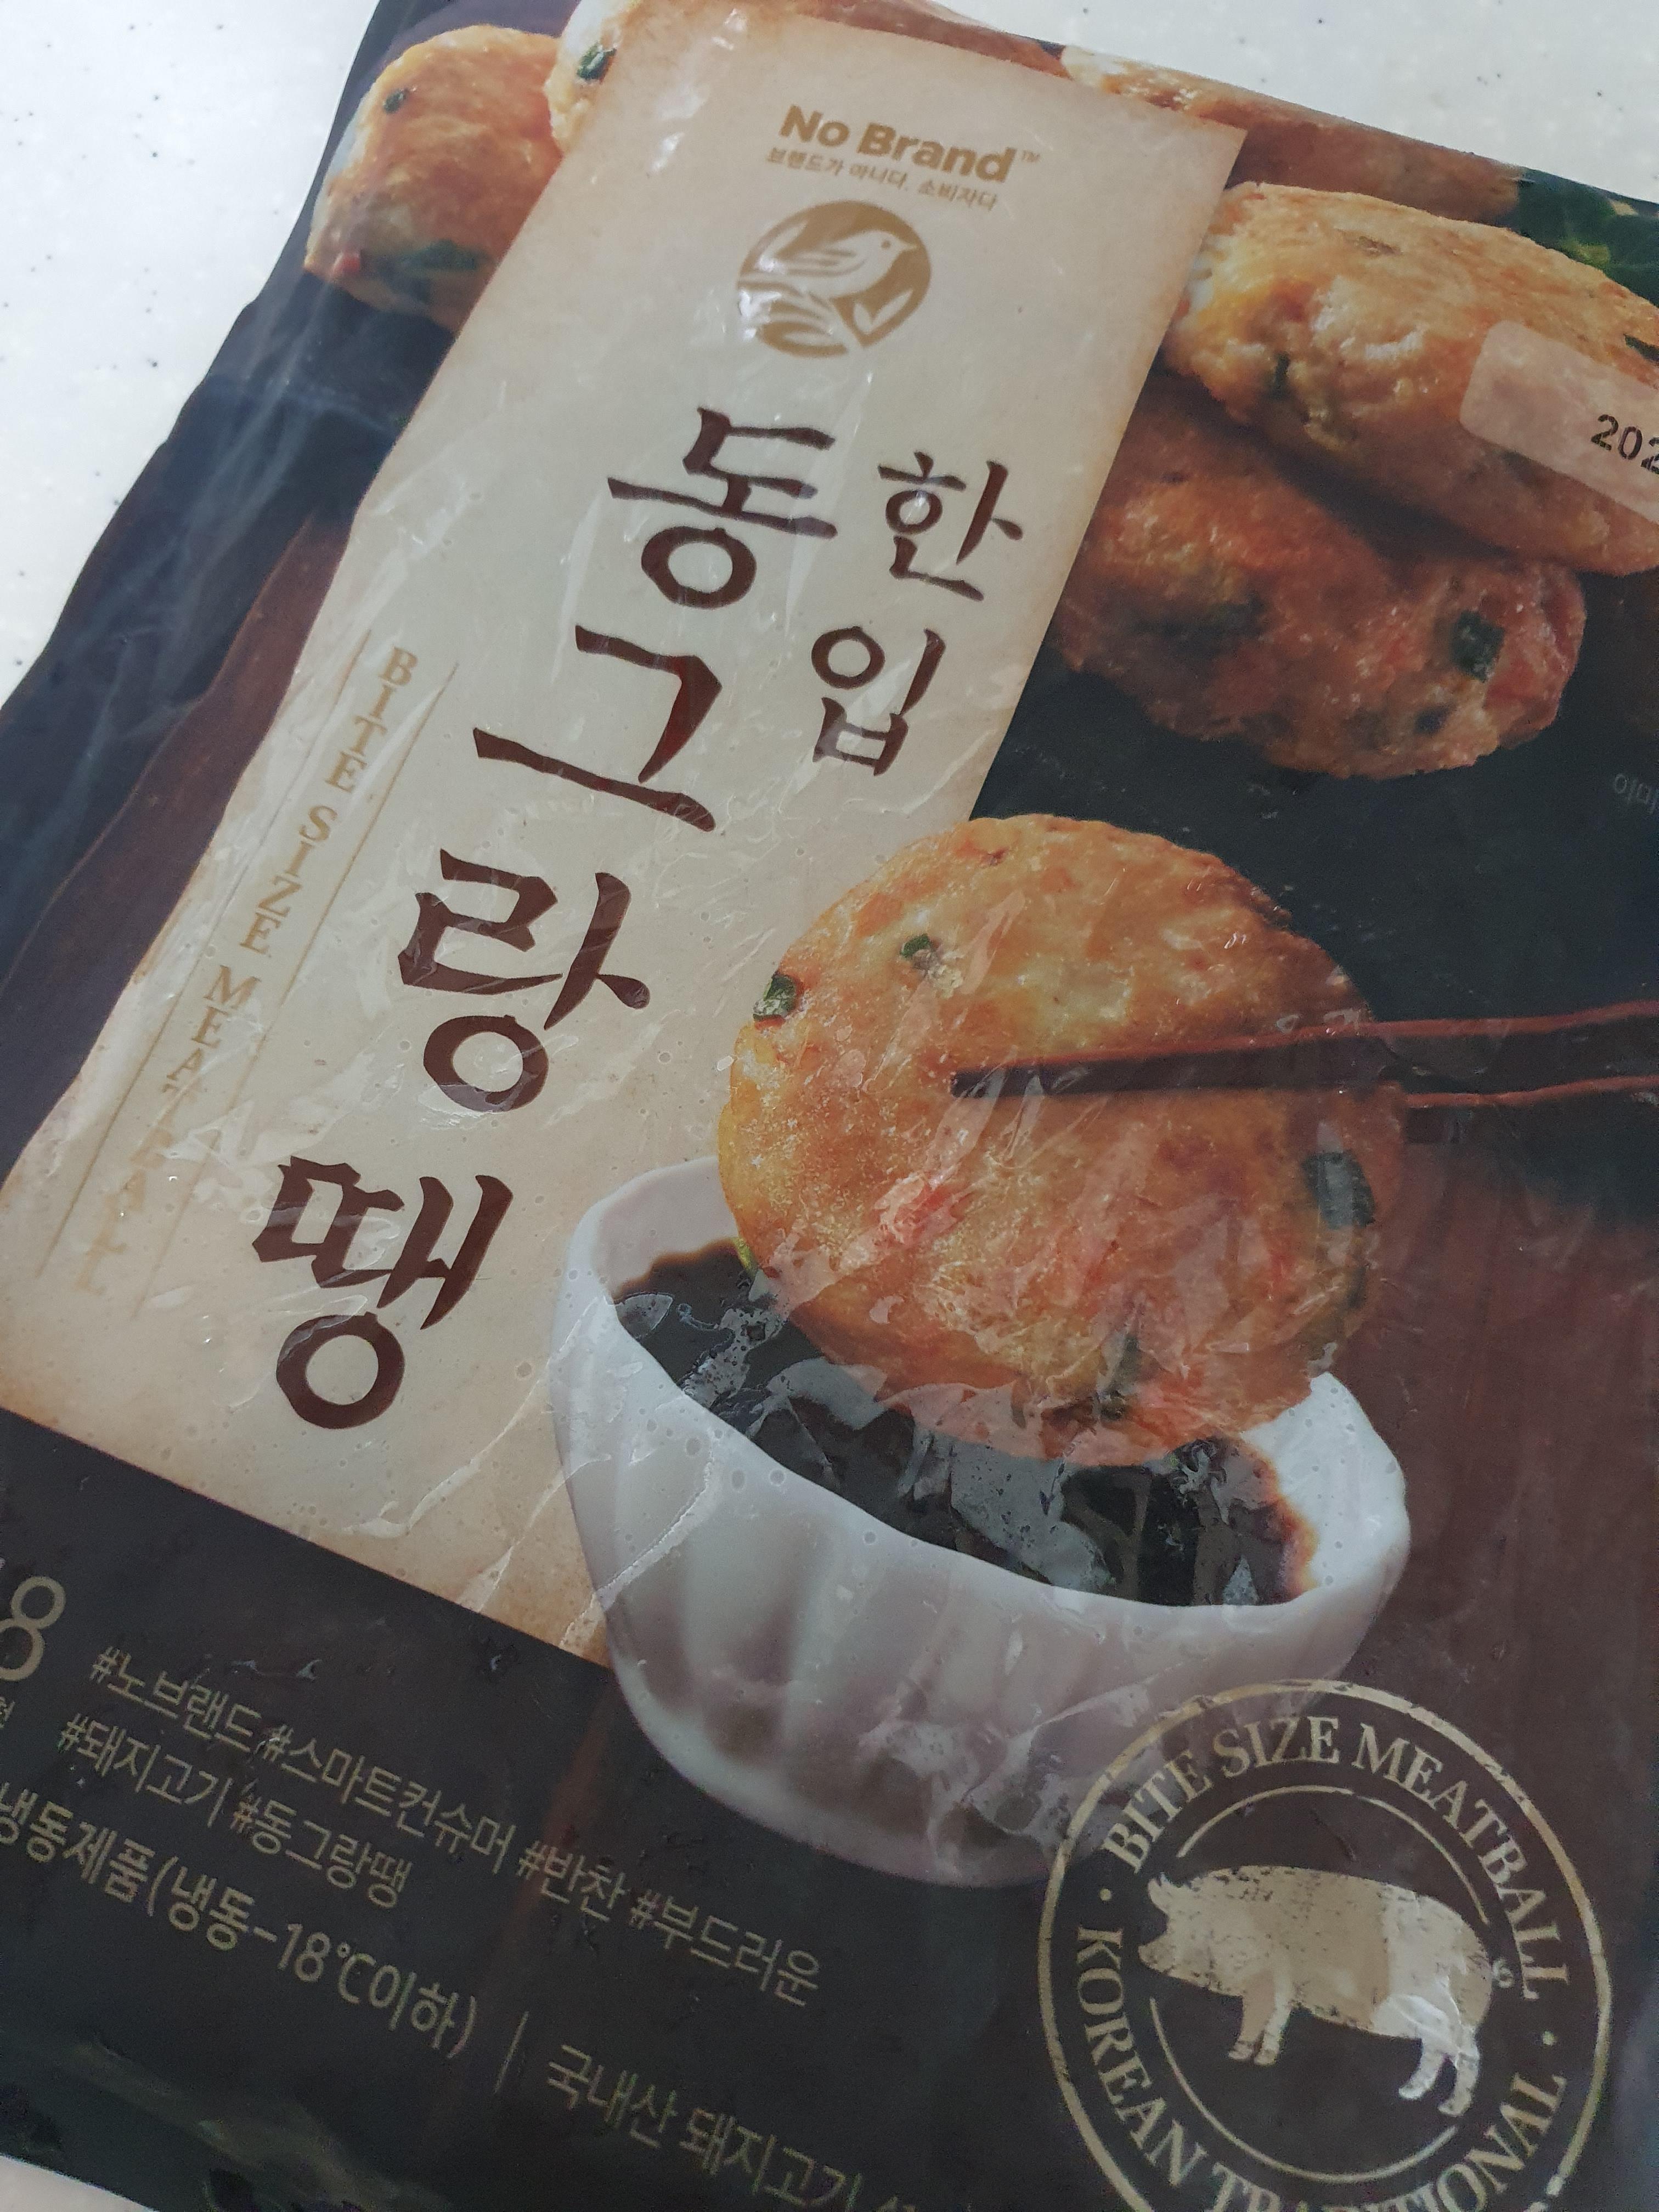 No Brand™
브랜드가 아니다. 소비자다
한입
동그랑땡
BITE SIZE MEATBALL
202
8
#노브랜드 #스마트컨슈머 #반찬 #부드러운
#돼지고기 #동그랑땡
냉동제품(냉동-18℃이하) | 국내산 돼지고기
BITE SIZE MEATBALL
KOREAN TRADITIONAL